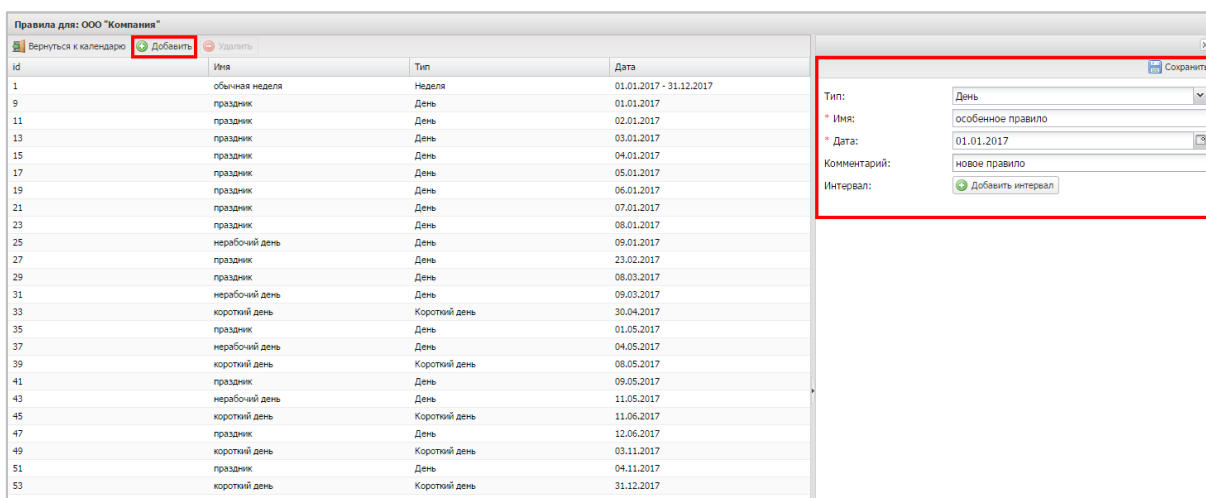 Правила для: ООО "Компания"
Вернуться к календарю Добавить Удалить
id Имя Тип Дата
1 обычная неделя Неделя 01.01.2017 - 31.12.2017
9 праздник День 01.01.2017
11 праздник День 02.01.2017
13 праздник День 03.01.2017
15 праздник День 04.01.2017
17 праздник День 05.01.2017
19 праздник День 06.01.2017
21 праздник День 07.01.2017
23 праздник День 08.01.2017
25 нерабочий день День 09.01.2017
27 праздник День 23.02.2017
29 праздник День 08.03.2017
31 нерабочий день День 09.03.2017
33 короткий день Короткий день 30.04.2017
35 праздник День 01.05.2017
37 нерабочий день День 04.05.2017
39 короткий день Короткий день 08.05.2017
41 праздник День 09.05.2017
43 нерабочий день День 11.05.2017
45 короткий день Короткий день 11.06.2017
47 праздник День 12.06.2017
49 короткий день Короткий день 03.11.2017
51 праздник День 04.11.2017
53 короткий день Короткий день 31.12.2017
Сохранить
Тип: День
* Имя: особенное правило
* Дата: 01.01.2017
Комментарий: новое правило
Интервал: Добавить интервал